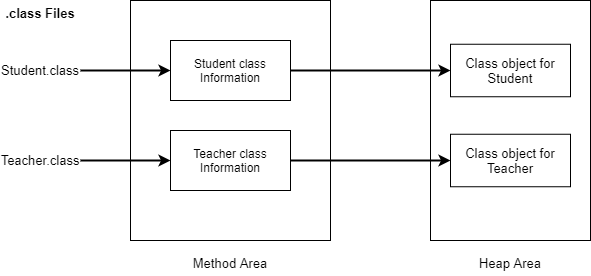 .class Files
Student.class
Student class
Information
Class object for
Student
Teacher.class
Teacher class
Information
Class object for
Teacher
Method Area
Heap Area